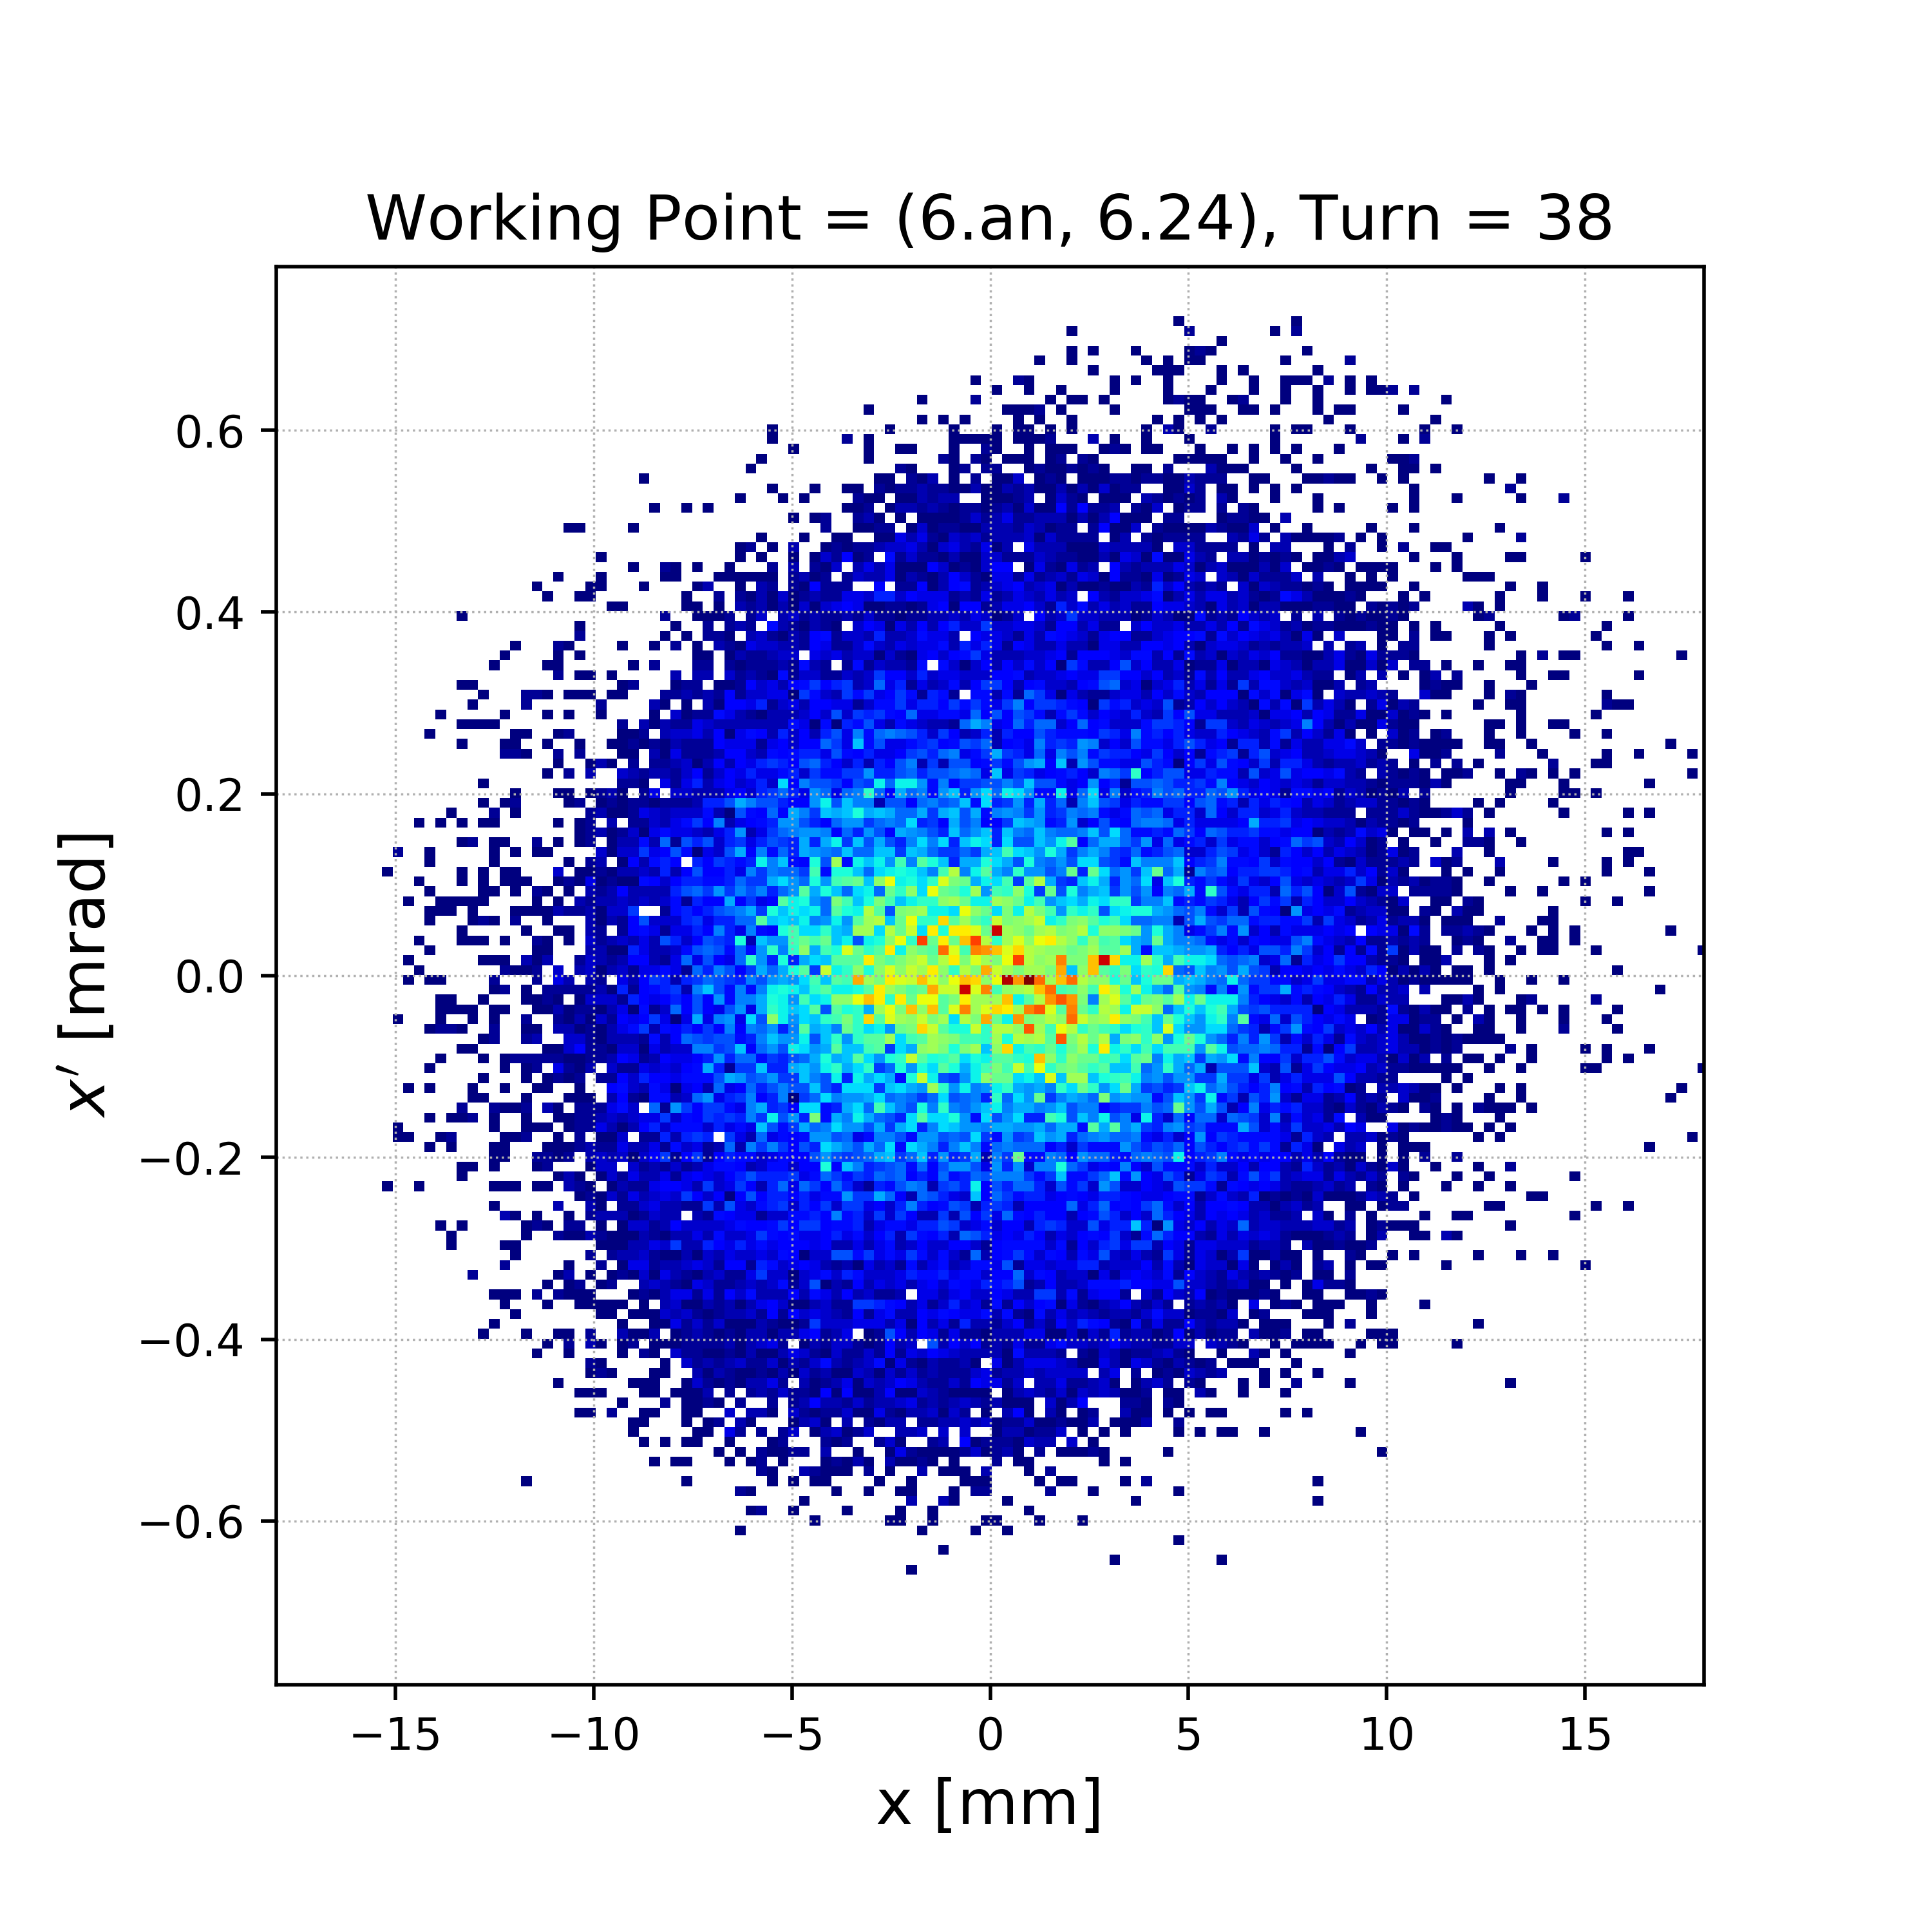 Working Point = (6.an, 6.24), Turn = 38
x′ [mrad]
0.6
0.4
0.2
0.0
−0.2
−0.4
−0.6
−15 −10 −5 0 5 10 15
x [mm]